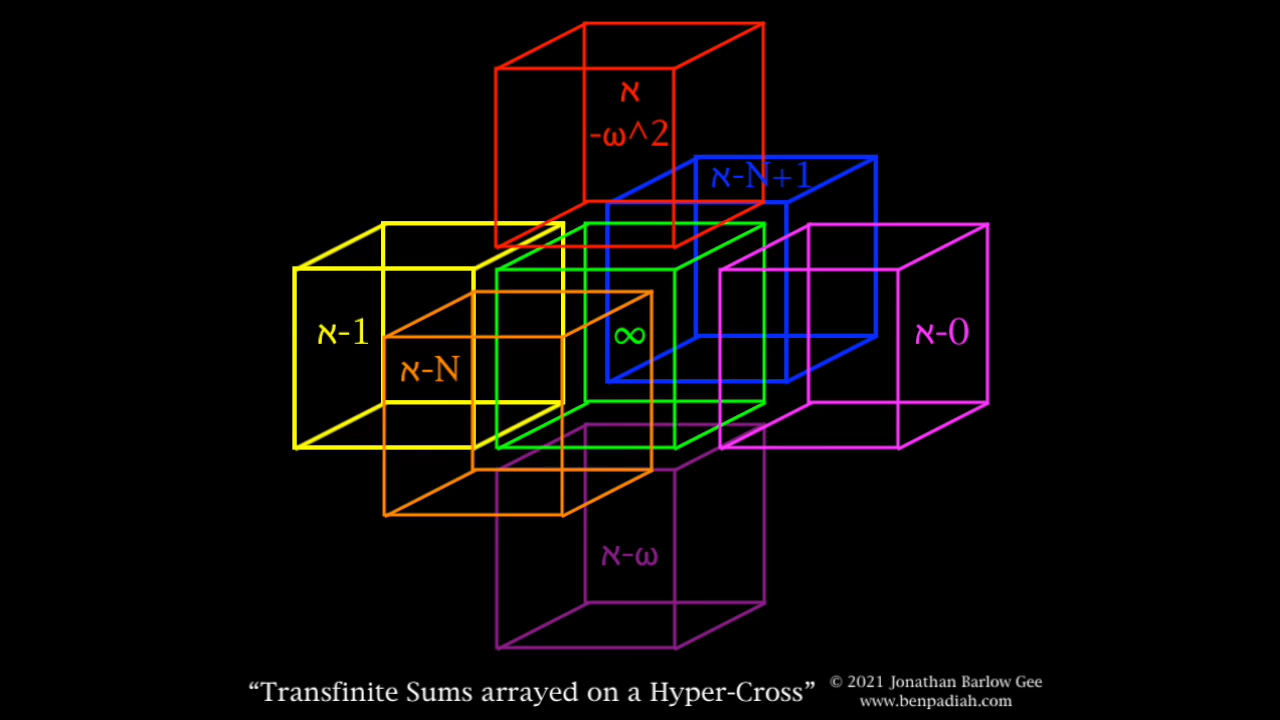 א
-ω^2
א-N+1
א-1
∞
א-0
א-N
א-ω
“Transfinite Sums arrayed on a Hyper-Cross”
© 2021 Jonathan Barlow Gee
www.benpadiah.com